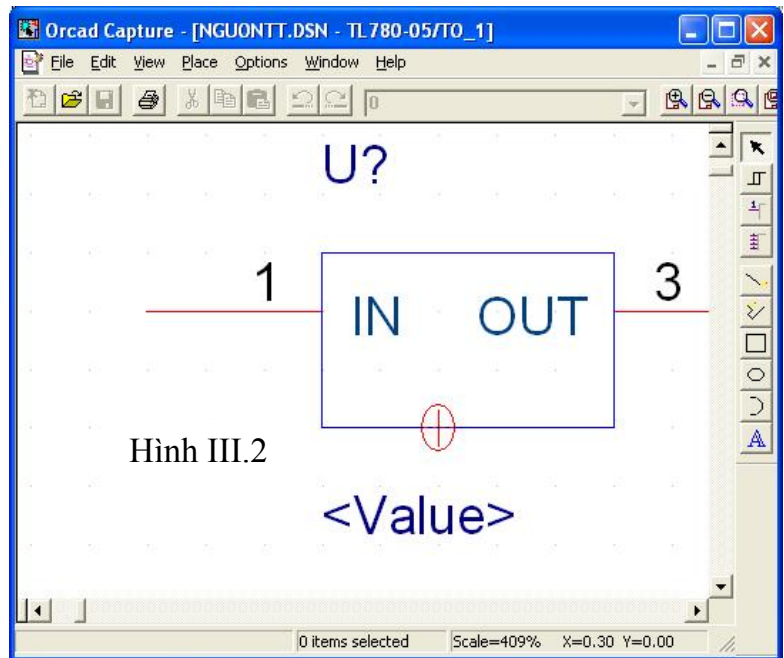 Orcad Capture - [NGUONTT.DSN - TL780-05/TO_1]
File Edit View Place Options Window Help
0
U?
1
3
IN OUT
Hình III.2
<Value>
0 items selected Scale=409% X=0.30 Y=0.00